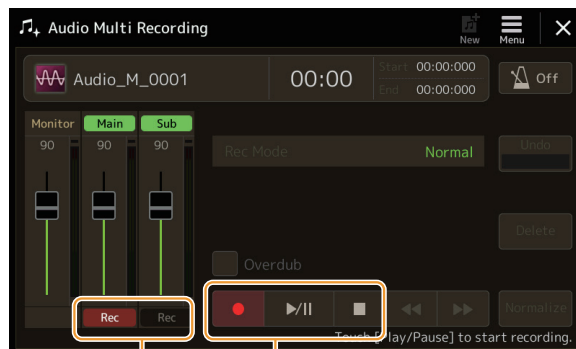 Audio Multi Recording
New
Menu
Audio_M_0001
00:00
Start 00:00:000
End 00:00:000
Off
Monitor Main Sub
90 90 90
Rec Mode Normal
Undo
Delete
Overdub
Rec Rec
Normalize
Touch [Play/Pause] to start recording.